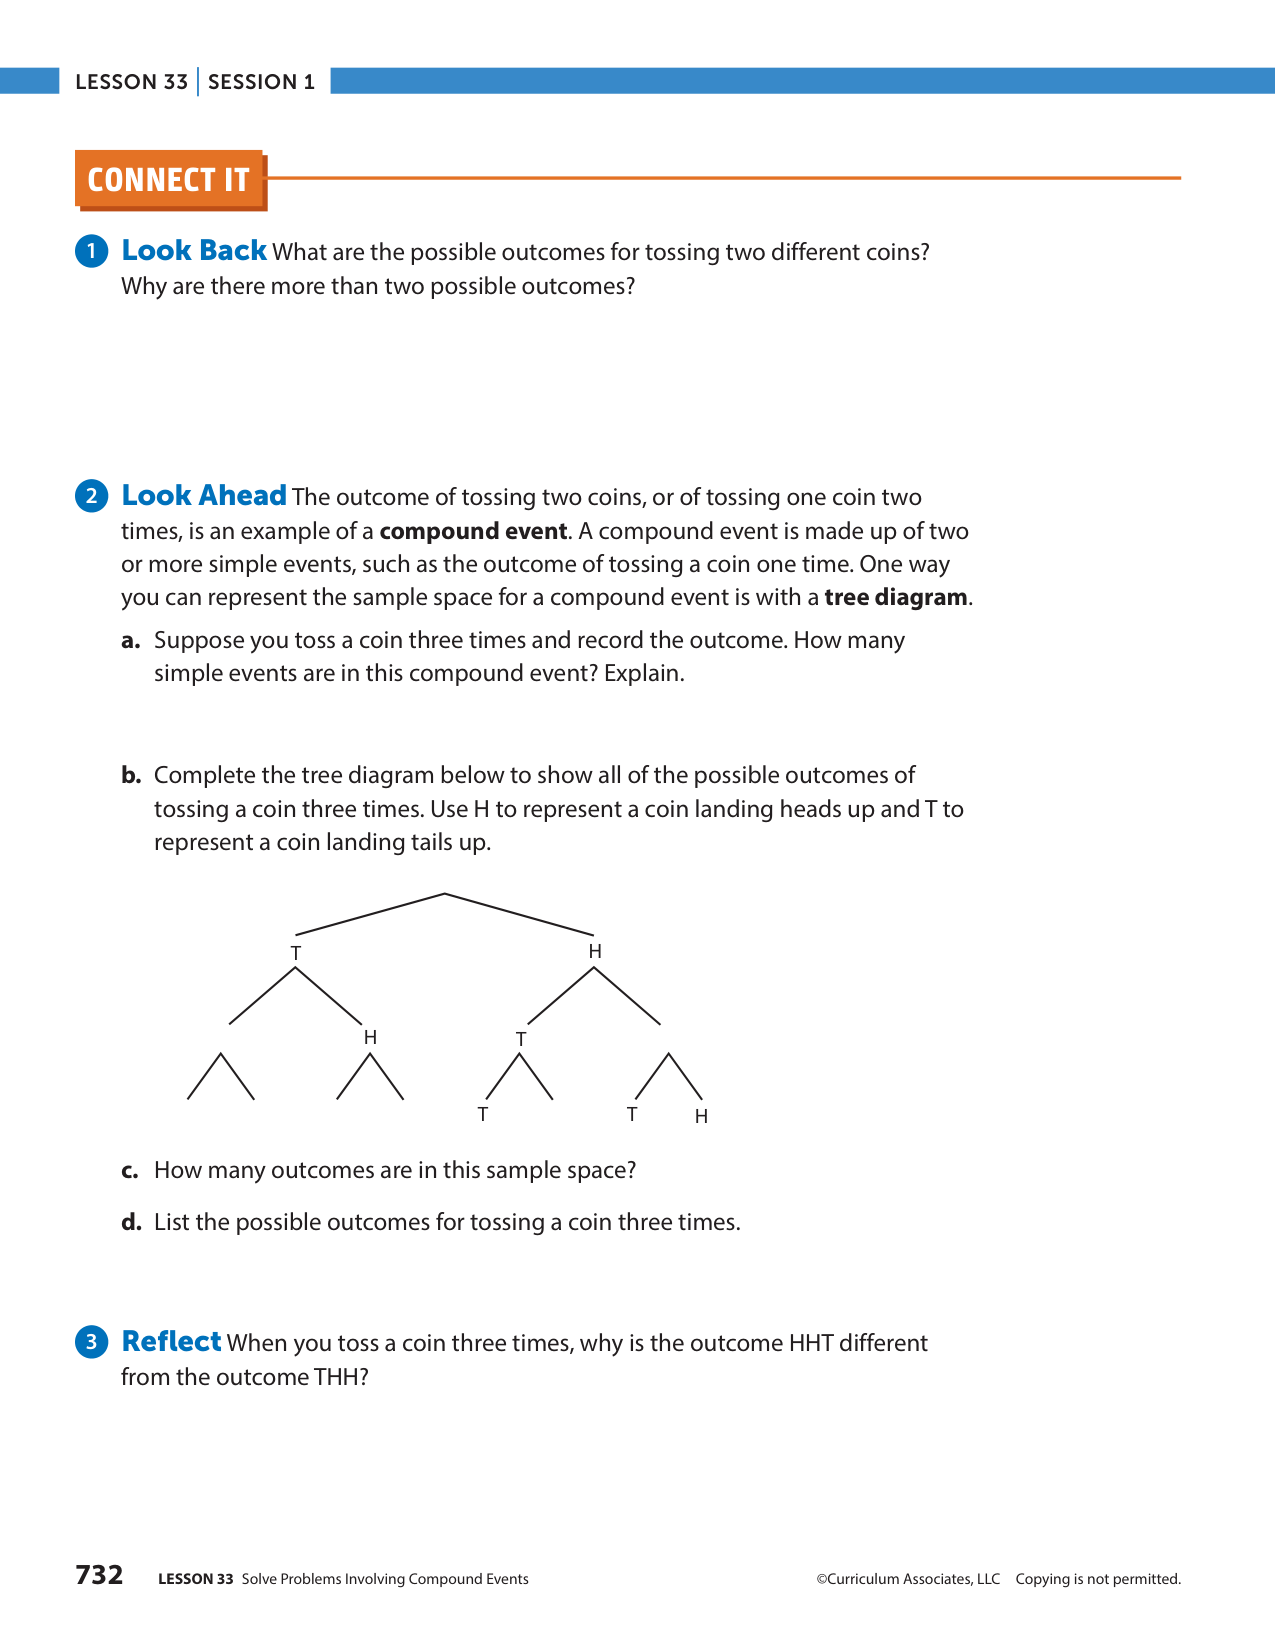 LESSON 33 | SESSION 1
CONNECT IT
1 Look Back What are the possible outcomes for tossing two different coins?
Why are there more than two possible outcomes?
2 Look Ahead The outcome of tossing two coins, or of tossing one coin two
times, is an example of a compound event. A compound event is made up of two
or more simple events, such as the outcome of tossing a coin one time. One way
you can represent the sample space for a compound event is with a tree diagram.
a. Suppose you toss a coin three times and record the outcome. How many
simple events are in this compound event? Explain.
b. Complete the tree diagram below to show all of the possible outcomes of
tossing a coin three times. Use H to represent a coin landing heads up and T to
represent a coin landing tails up.
T H
H T
T T H
c. How many outcomes are in this sample space?
d. List the possible outcomes for tossing a coin three times.
3 Reflect When you toss a coin three times, why is the outcome HHT different
from the outcome THH?
732 LESSON 33 Solve Problems Involving Compound Events ©Curriculum Associates, LLC Copying is not permitted.